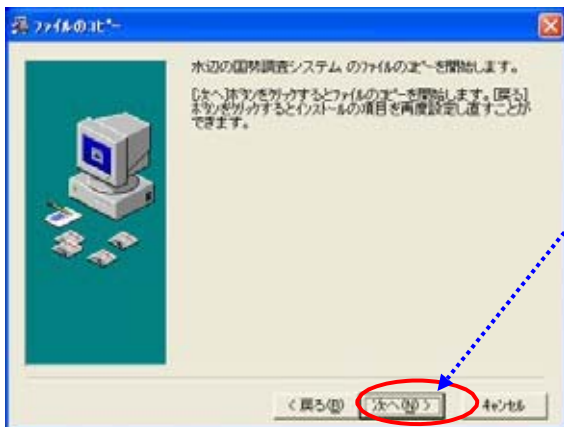 ファイルのコピー
水辺の国勢調査システム のファイルのコピーを開始します。
[次へ]ボタンをクリックするとファイルのコピーを開始します。[戻る]
ボタンをクリックするとインストールの項目を再度設定し直すことが
できます。
< 戻る(B)
次へ(N) >
キャンセル